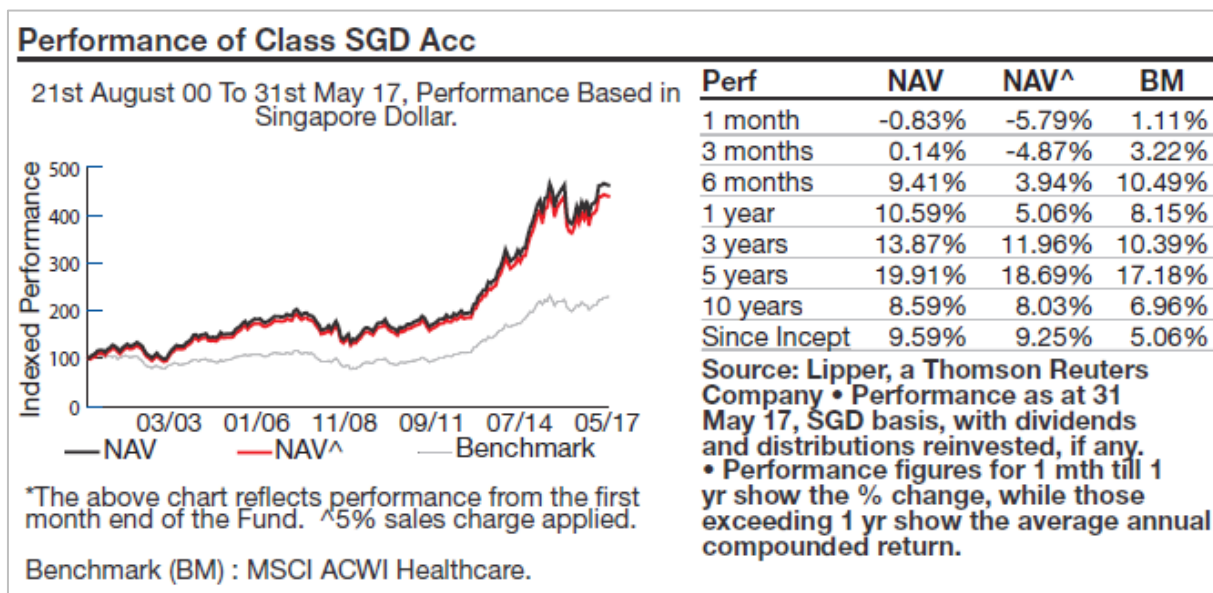 Performance of Class SGD Acc
21st August 00 To 31st May 17, Performance Based in
Singapore Dollar.
Indexed Performance
500
400
300
200
100
0
03/03 01/06 11/08 09/11 07/14 05/17
NAV NAV^ Benchmark
*The above chart reflects performance from the first
month end of the Fund. ^5% sales charge applied.
Benchmark (BM) : MSCI ACWI Healthcare.
Perf NAV NAV^ BM
1 month -0.83% -5.79% 1.11%
3 months 0.14% -4.87% 3.22%
6 months 9.41% 3.94% 10.49%
1 year 10.59% 5.06% 8.15%
3 years 13.87% 11.96% 10.39%
5 years 19.91% 18.69% 17.18%
10 years 8.59% 8.03% 6.96%
Since Incept 9.59% 9.25% 5.06%
Source: Lipper, a Thomson Reuters
Company • Performance as at 31
May 17, SGD basis, with dividends
and distributions reinvested, if any.
• Performance figures for 1 mth till 1
yr show the % change, while those
exceeding 1 yr show the average annual
compounded return.